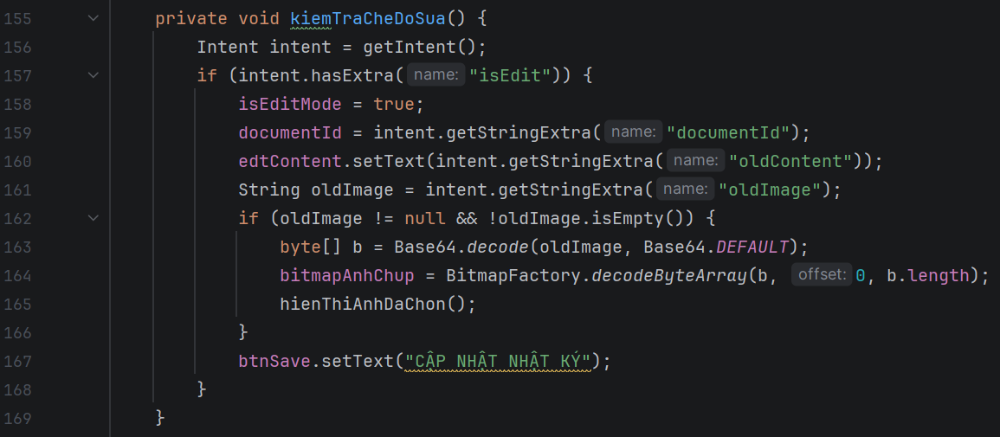 155 private void kiemTraCheDoSua() {
156 Intent intent = getIntent();
157 if (intent.hasExtra( name: "isEdit")) {
158 isEditMode = true;
159 documentId = intent.getStringExtra( name: "documentId");
160 edtContent.setText(intent.getStringExtra( name: "oldContent"));
161 String oldImage = intent.getStringExtra( name: "oldImage");
162 if (oldImage != null && !oldImage.isEmpty()) {
163 byte[] b = Base64.decode(oldImage, Base64.DEFAULT);
164 bitmapAnhChup = BitmapFactory.decodeByteArray(b, offset: 0, b.length);
165 hienThiAnhDaChon();
166 }
167 btnSave.setText("CẬP NHẬT NHẬT KÝ");
168 }
169 }